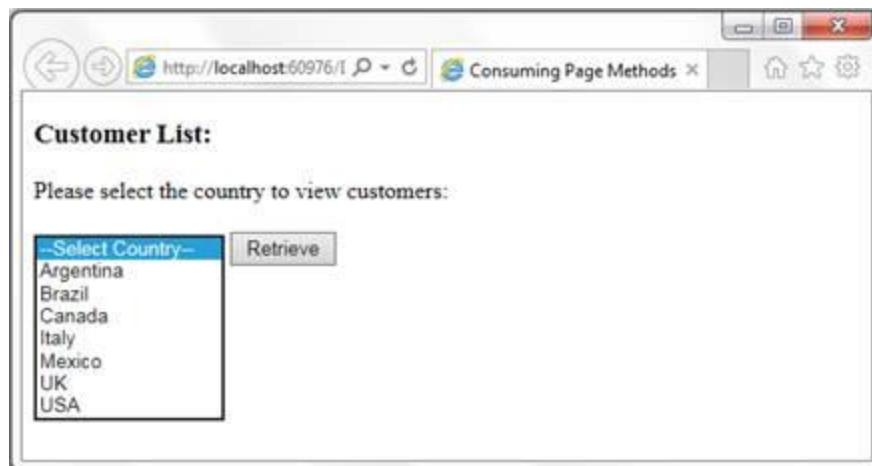 http://localhost:60976/
Consuming Page Methods
Customer List:
Please select the country to view customers:
--Select Country--
Retrieve
Argentina
Brazil
Canada
Italy
Mexico
UK
USA